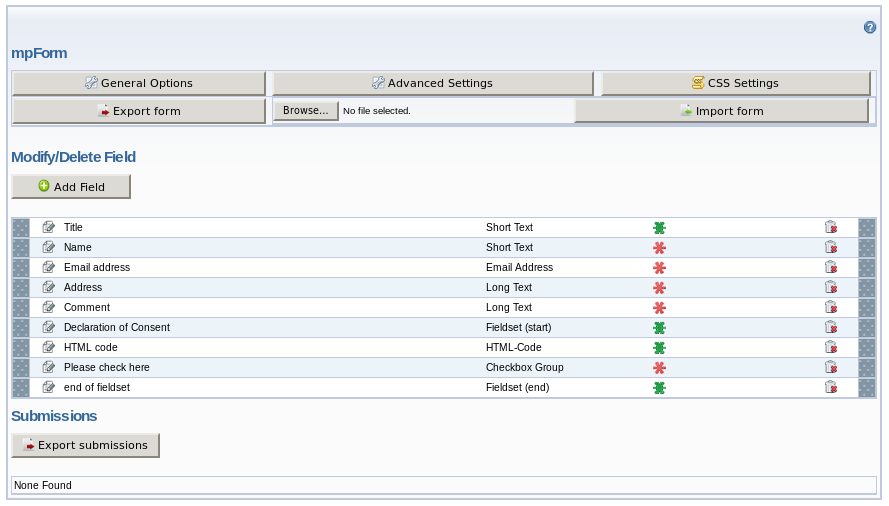 mpForm
General Options Advanced Settings CSS Settings
Export form Browse... No file selected. Import form
Modify/Delete Field
Add Field
Title Short Text
Name Short Text
Email address Email Address
Address Long Text
Comment Long Text
Declaration of Consent Fieldset (start)
HTML code HTML-Code
Please check here Checkbox Group
end of fieldset Fieldset (end)
Submissions
Export submissions
None Found